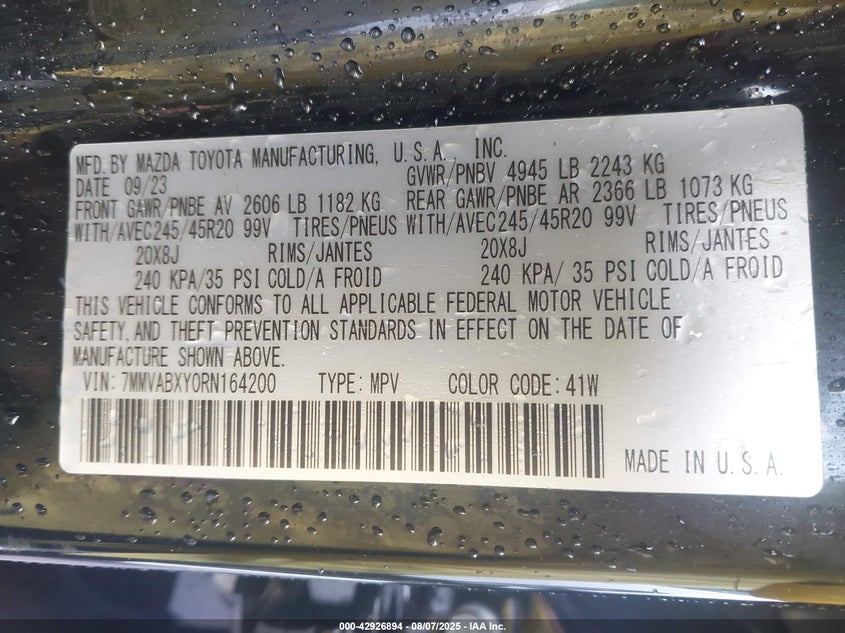 MFD. BY MAZDA TOYOTA MANUFACTURING, U.S.A., INC.
DATE 09/23 GVWR/PNBV 4945 LB 2243 KG
FRONT GAWR/PNBE AV 2606 LB 1182 KG REAR GAWR/PNBE AR 2366 LB 1073 KG
WITH/AVEC245/45R20 99V TIRES/PNEUS WITH/AVEC245/45R20 99V TIRES/PNEUS
20X8J RIMS/JANTES 20X8J RIMS/JANTES
240 KPA/35 PSI COLD/A FROID 240 KPA/ 35 PSI COLD/A FROID
THIS VEHICLE CONFORMS TO ALL APPLICABLE FEDERAL MOTOR VEHICLE
SAFETY, AND THEFT PREVENTION STANDARDS IN EFFECT ON THE DATE OF
MANUFACTURE SHOWN ABOVE.
VIN: 7MMVABXY0RN164200 TYPE: MPV COLOR CODE: 41W
MADE IN U.S.A.
000-42926894 - 08/07/2025 - IAA Inc.